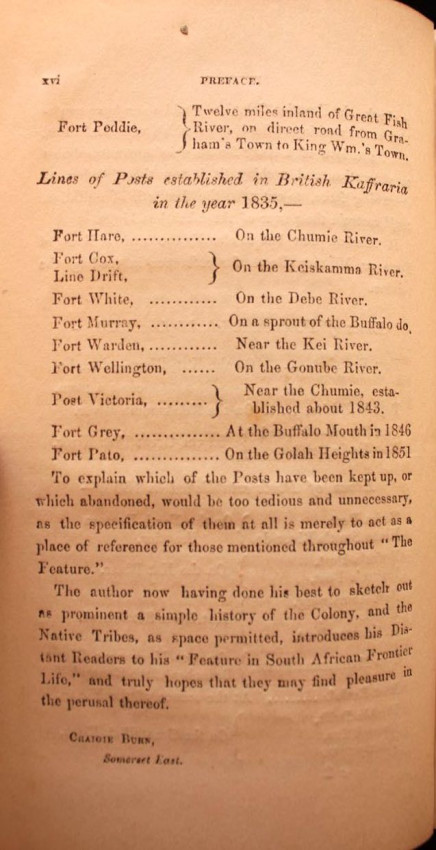 xvi PREFACE.
Fort Peddie, } Twelve miles inland of Great Fish
River, on direct road from Gra-
ham's Town to King Wm.'s Town.
Lines of Posts established in British Kaffraria
in the year 1835,—
Fort Hare, ............... On the Chumie River.
Fort Cox,
Line Drift, } On the Keiskamma River.
Fort White, ............ On the Debe River.
Fort Murray, ............ On a sprout of the Buffalo do.
Fort Warden, ............ Near the Kei River.
Fort Wellington, ...... On the Gonube River.
Post Victoria, ......... } Near the Chumie, esta-
blished about 1843.
Fort Grey, ............... At the Buffalo Mouth in 1846
Fort Pato, ............... On the Golah Heights in 1851
To explain which of the Posts have been kept up, or
which abandoned, would be too tedious and unnecessary,
as the specification of them at all is merely to act as a
place of reference for those mentioned throughout "The
Feature."
The author now having done his best to sketch out
as prominent a simple history of the Colony, and the
Native Tribes, as space permitted, introduces his Dis-
tant Readers to his "Feature in South African Frontier
Life," and truly hopes that they may find pleasure in
the perusal thereof.
CRAIGIE BURN,
Somerset East.